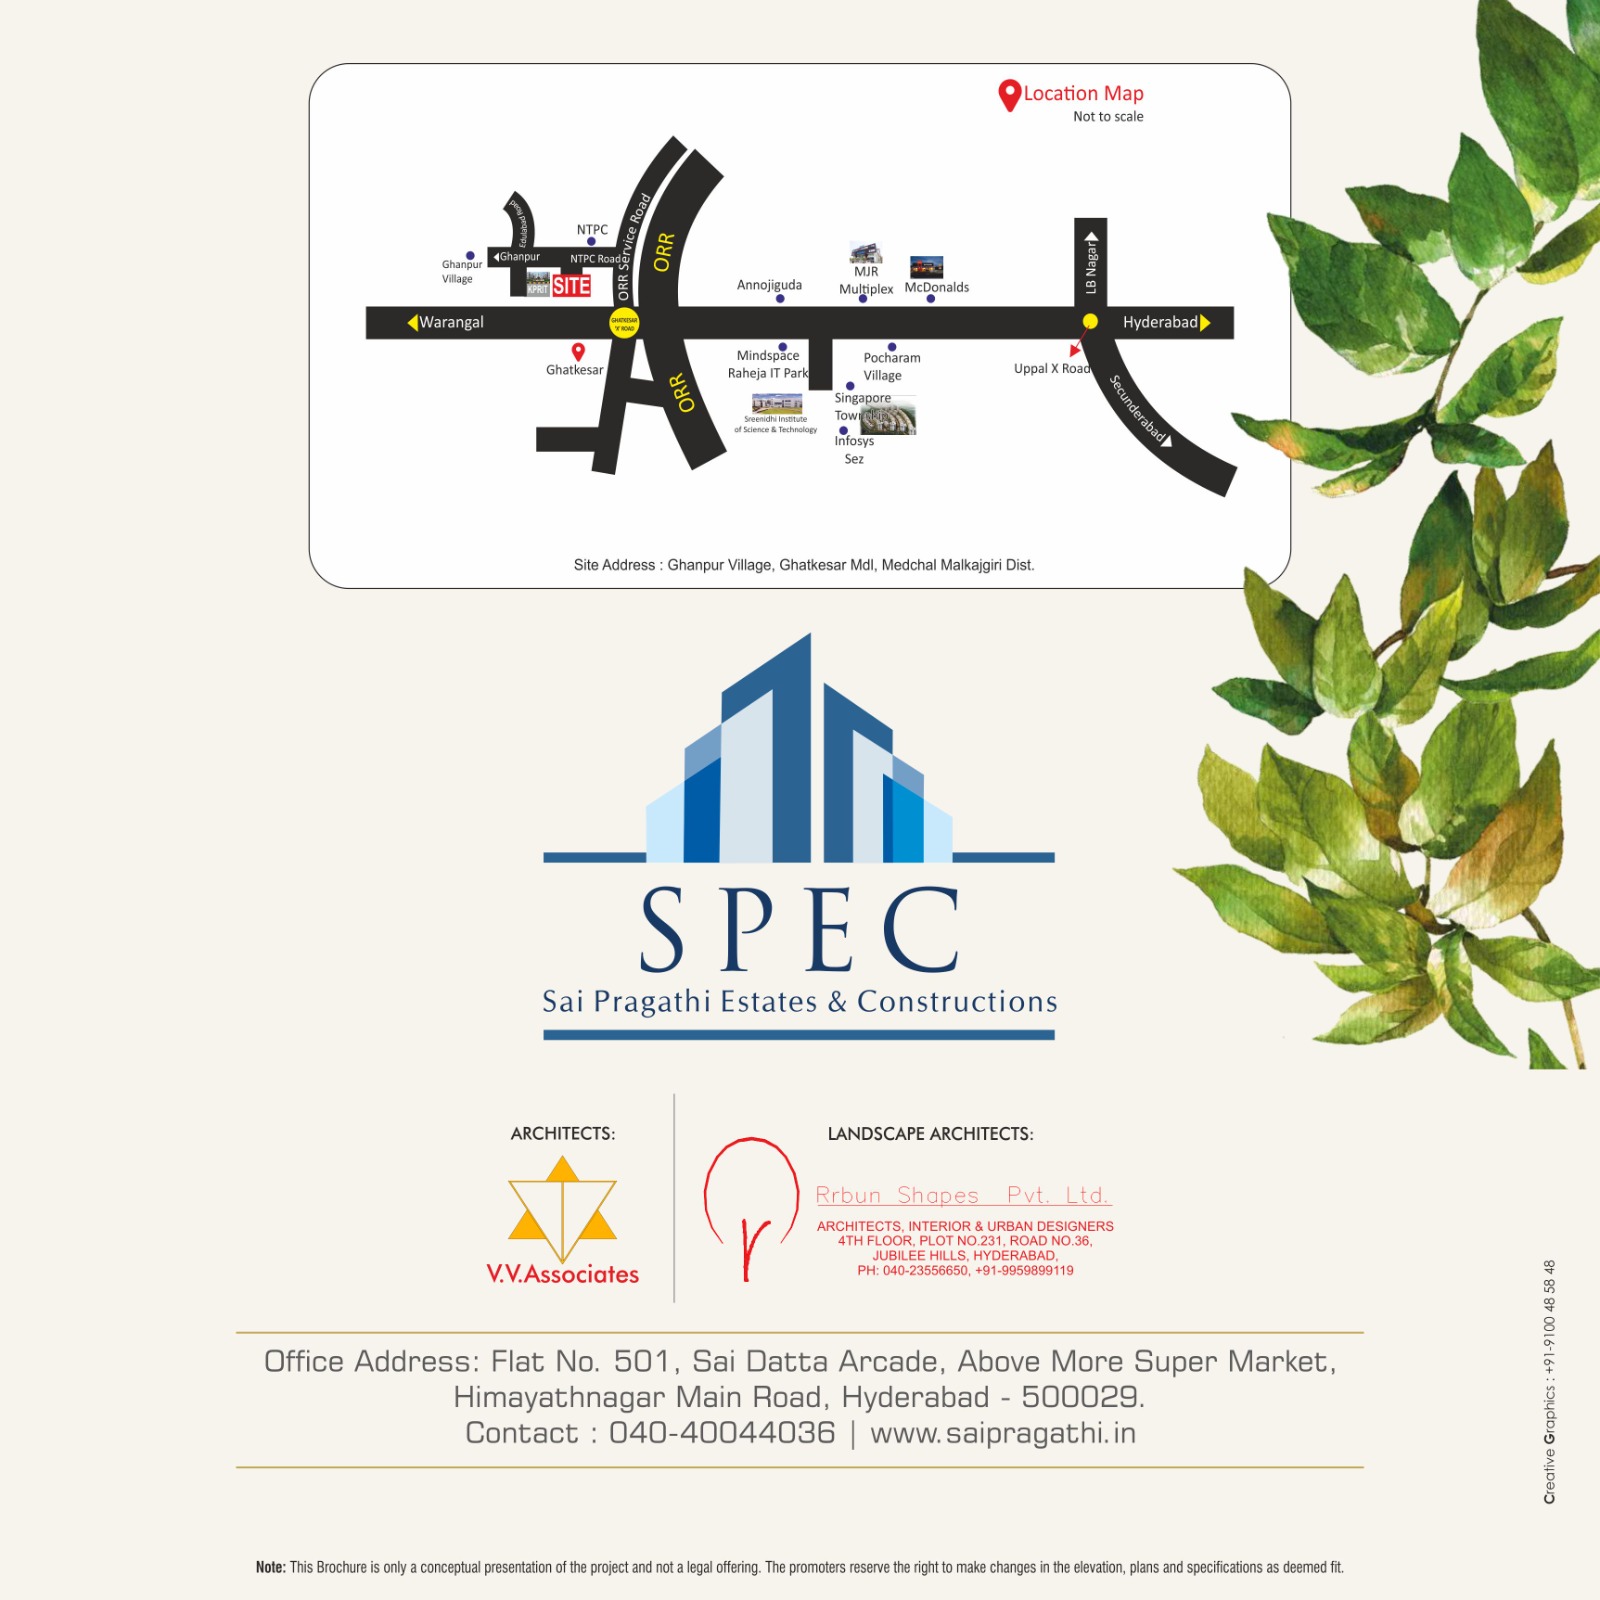 Location Map
Not to scale
Edulabad Road
NTPC
Ghanpur
NTPC Road
Ghanpur
Village
KPRIT
SITE
ORR Service Road
ORR
LB Nagar
MJR
Multiplex
McDonalds
Annojiguda
Warangal
GHATKESAR
'X' ROAD
Hyderabad
Ghatkesar
Mindspace
Raheja IT Park
Pocharam
Village
Uppal X Road
ORR
Singapore
Township
Sreenidhi Institute
of Science & Technology
Infosys
Sez
Secunderabad
Site Address : Ghanpur Village, Ghatkesar Mdl, Medchal Malkajgiri Dist.
SPEC
Sai Pragathi Estates & Constructions
ARCHITECTS:
V.V.Associates
LANDSCAPE ARCHITECTS:
r
Rrbun Shapes Pvt. Ltd.
ARCHITECTS, INTERIOR & URBAN DESIGNERS
4TH FLOOR, PLOT NO.231, ROAD NO.36,
JUBILEE HILLS, HYDERABAD,
PH: 040-23556650, +91-9959899119
Office Address: Flat No. 501, Sai Datta Arcade, Above More Super Market,
Himayathnagar Main Road, Hyderabad - 500029.
Contact : 040-40044036 | www.saipragathi.in
Creative Graphics : +91-9100 48 58 48
Note: This Brochure is only a conceptual presentation of the project and not a legal offering. The promoters reserve the right to make changes in the elevation, plans and specifications as deemed fit.